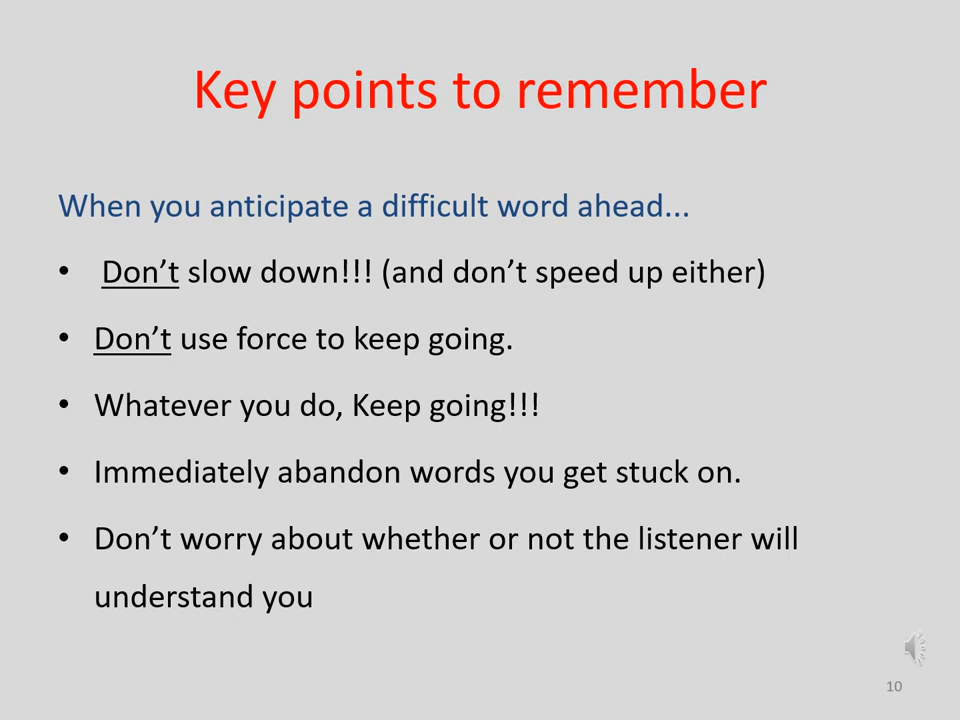 Key points to remember
When you anticipate a difficult word ahead...
• Don’t slow down!!! (and don’t speed up either)
• Don’t use force to keep going.
• Whatever you do, Keep going!!!
• Immediately abandon words you get stuck on.
• Don’t worry about whether or not the listener will
understand you
10